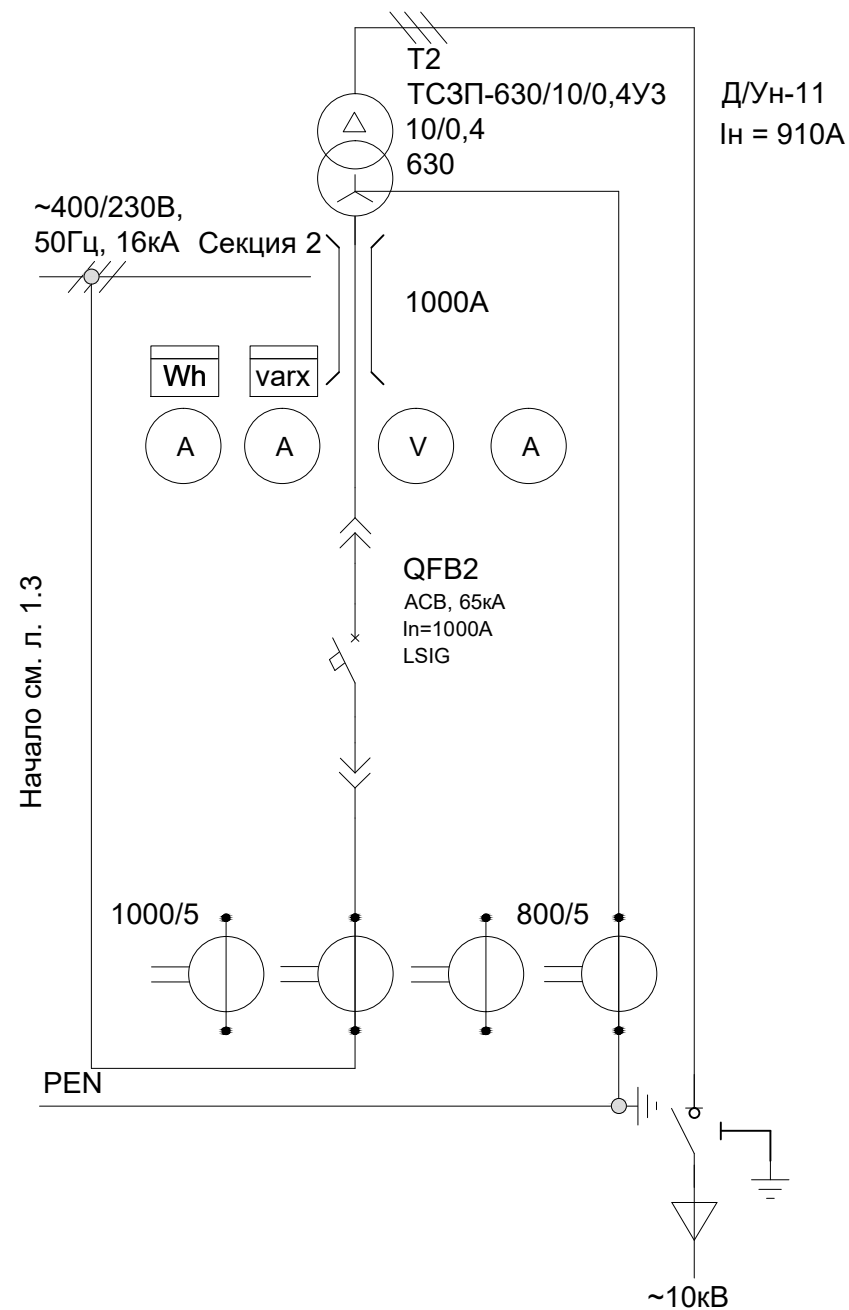 T2
ТСЗП-630/10/0,4У3
10/0,4
630
Д/Ун-11
Iн = 910А
~400/230В,
50Гц, 16кА
Секция 2
1000А
Wh
varx
A
A
V
A
QFB2
ACB, 65кА
In=1000A
LSIG
Начало см. л. 1.3
1000/5
800/5
PEN
~10кВ